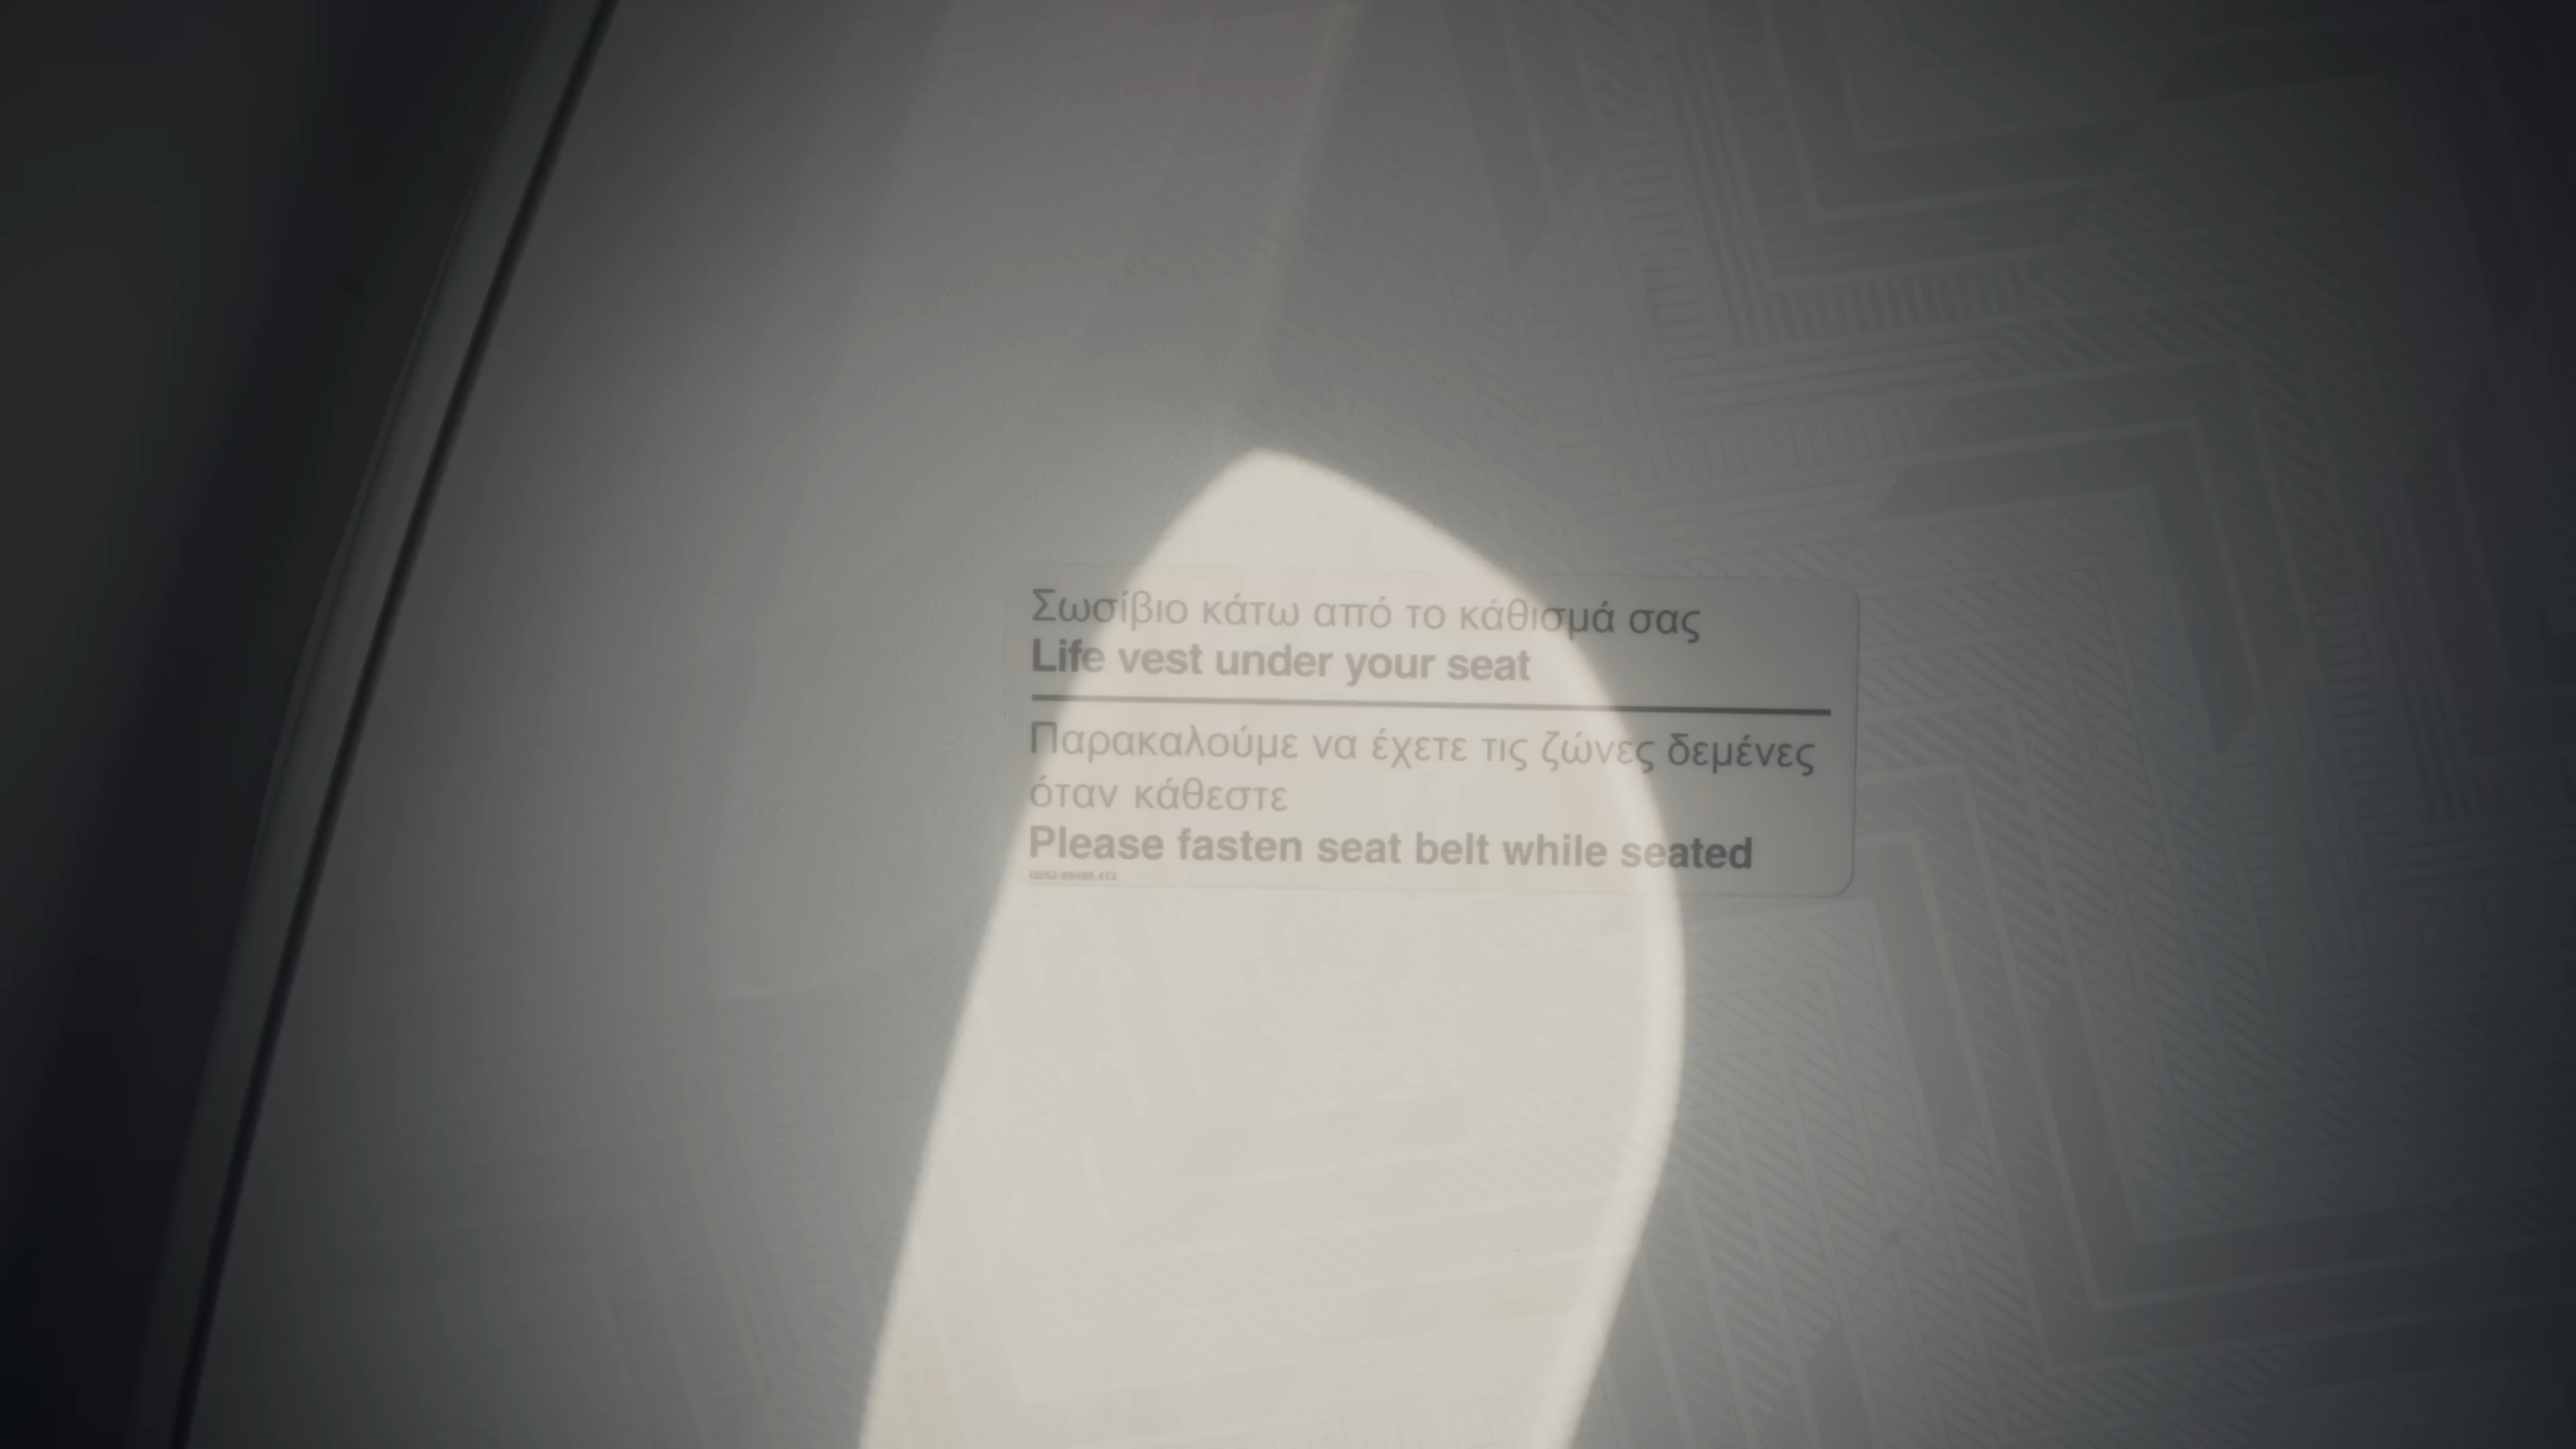 Σωσίβιο κάτω από το κάθισμά σας
Life vest under your seat
Παρακαλούμε να έχετε τις ζώνες δεμένες
όταν κάθεστε
Please fasten seat belt while seated